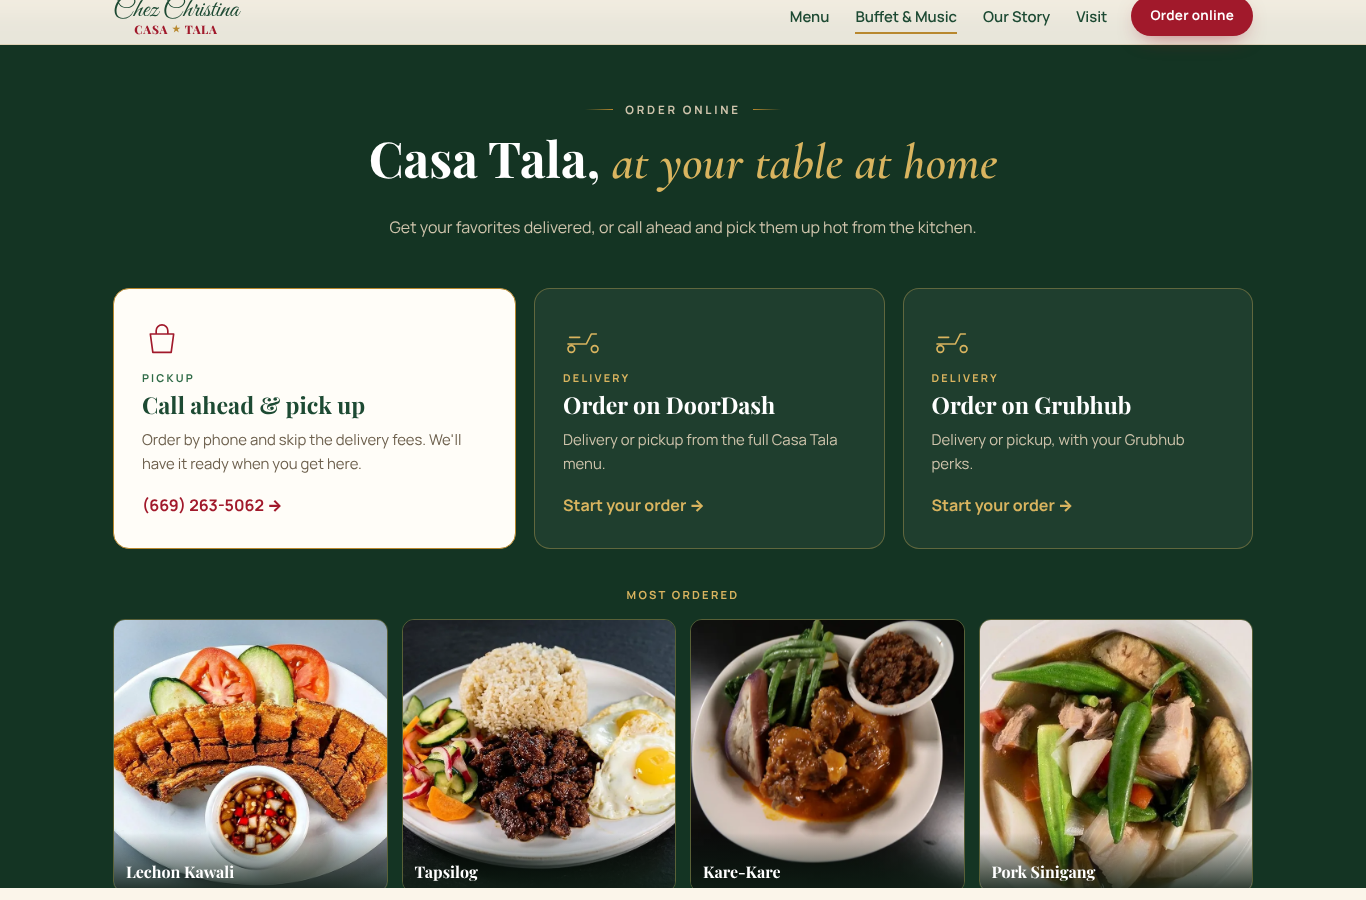 Chez Christina
CASA ★ TALA
Menu
Buffet & Music
Our Story
Visit
Order online
ORDER ONLINE
Casa Tala, at your table at home
Get your favorites delivered, or call ahead and pick them up hot from the kitchen.
PICKUP
Call ahead & pick up
Order by phone and skip the delivery fees. We'll
have it ready when you get here.
(669) 263-5062 →
DELIVERY
Order on DoorDash
Delivery or pickup from the full Casa Tala
menu.
Start your order →
DELIVERY
Order on Grubhub
Delivery or pickup, with your Grubhub
perks.
Start your order →
MOST ORDERED
Lechon Kawali
Tapsilog
Kare-Kare
Pork Sinigang